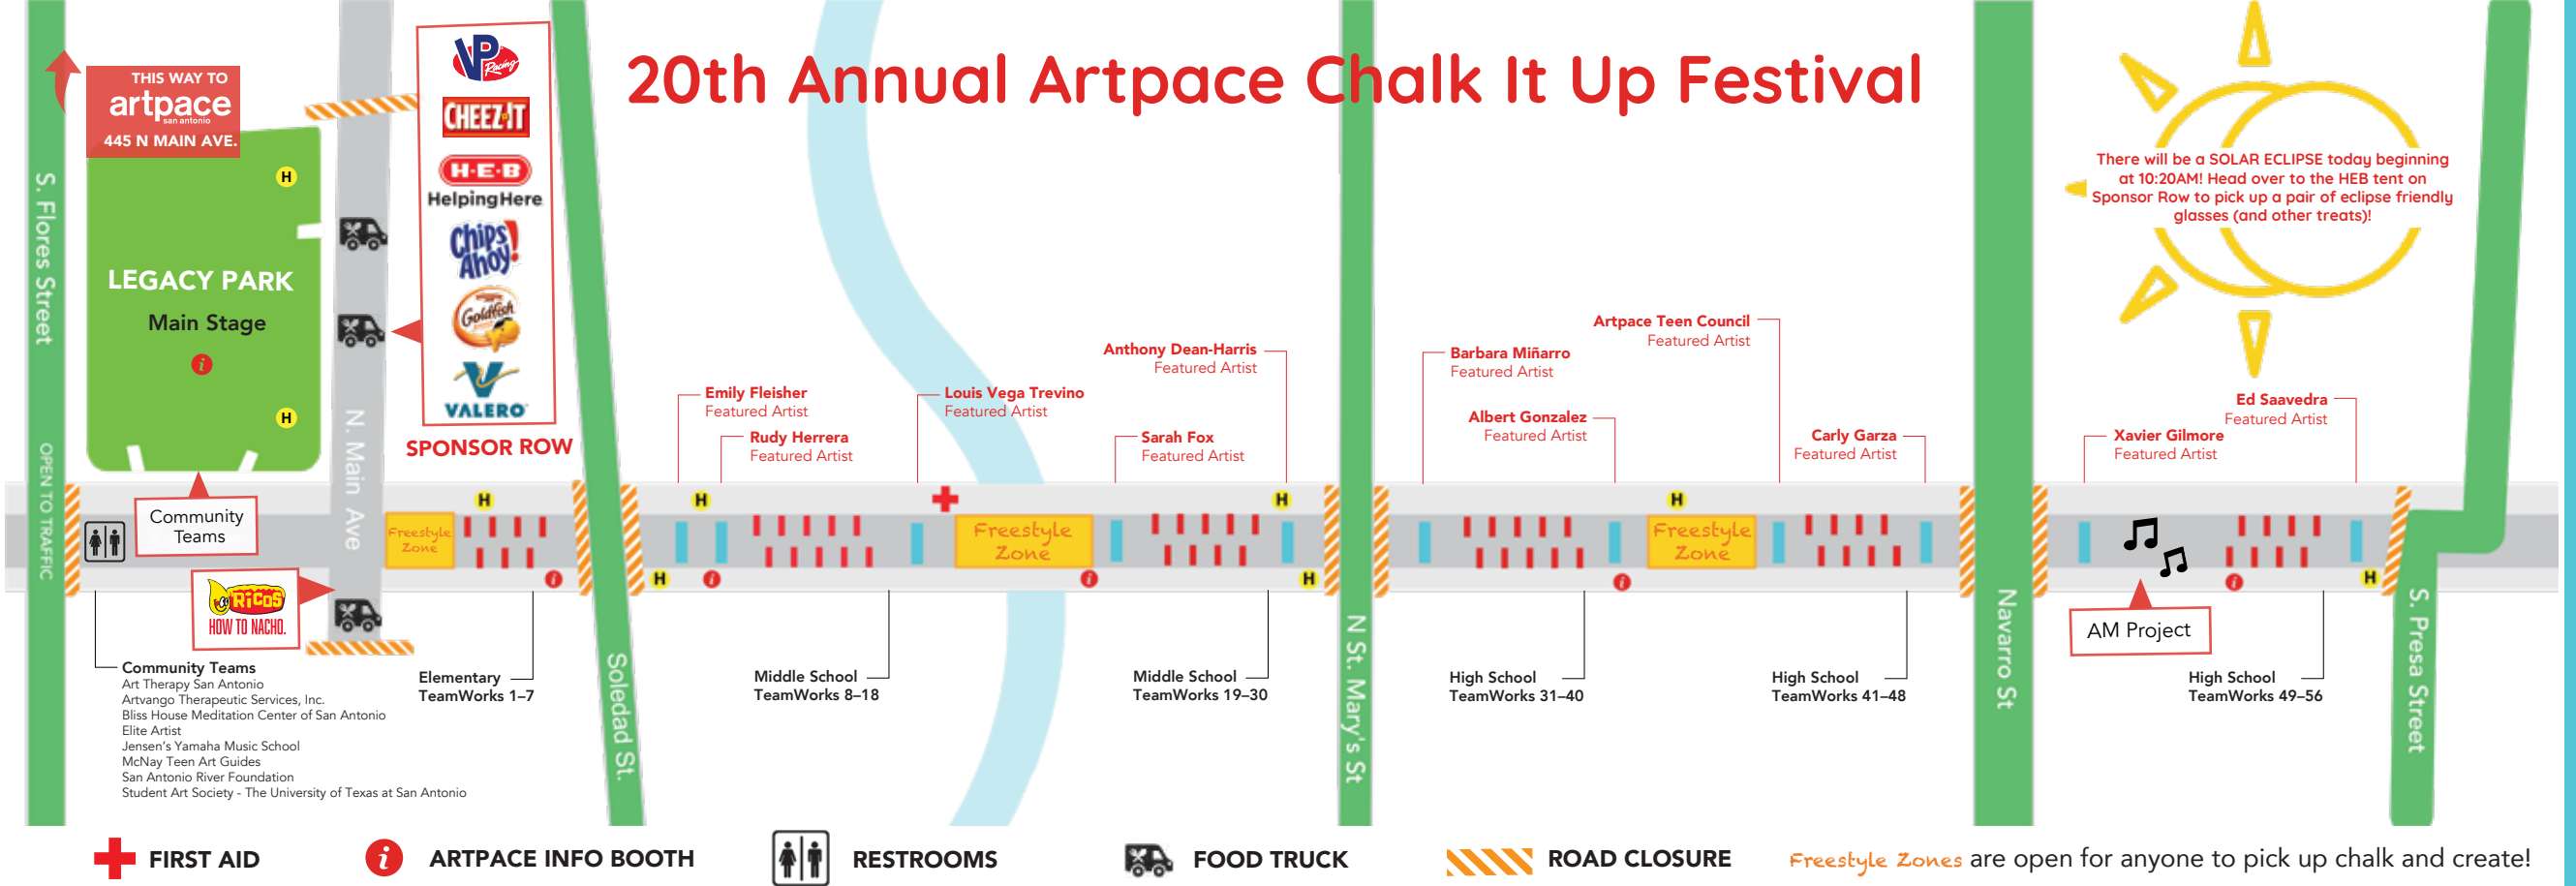 20th Annual Artpace Chalk It Up Festival
THIS WAY TO
artpace
san antonio
445 N MAIN AVE.
S. Flores Street
OPEN TO TRAFFIC
H
LEGACY PARK
Main Stage
i
H
N. Main Ave
VP
Racing
CHEEZ-IT
H-E-B
Helping Here
Chips
Ahoy!
Goldfish
VALERO
SPONSOR ROW
There will be a SOLAR ECLIPSE today beginning
at 10:20AM! Head over to the HEB tent on
Sponsor Row to pick up a pair of eclipse friendly
glasses (and other treats)!
Emily Fleisher
Featured Artist
Rudy Herrera
Featured Artist
Louis Vega Trevino
Featured Artist
Anthony Dean-Harris
Featured Artist
Sarah Fox
Featured Artist
Barbara Miñarro
Featured Artist
Albert Gonzalez
Featured Artist
Artpace Teen Council
Featured Artist
Carly Garza
Featured Artist
Xavier Gilmore
Featured Artist
Ed Saavedra
Featured Artist
Community
Teams
H
H
H
H
Freestyle
Zone
Freestyle
Zone
Freestyle
Zone
i
H
i
i
H
i
i
H
RICOS
HOW TO NACHO.
AM Project
Community Teams
Art Therapy San Antonio
Artvango Therapeutic Services, Inc.
Bliss House Meditation Center of San Antonio
Elite Artist
Jensen's Yamaha Music School
McNay Teen Art Guides
San Antonio River Foundation
Student Art Society - The University of Texas at San Antonio
Elementary
TeamWorks 1–7
Soledad St.
Middle School
TeamWorks 8–18
Middle School
TeamWorks 19–30
N St. Mary's St
High School
TeamWorks 31–40
High School
TeamWorks 41–48
Navarro St
High School
TeamWorks 49–56
S. Presa Street
FIRST AID
i ARTPACE INFO BOOTH
RESTROOMS
FOOD TRUCK
ROAD CLOSURE
Freestyle Zones are open for anyone to pick up chalk and create!